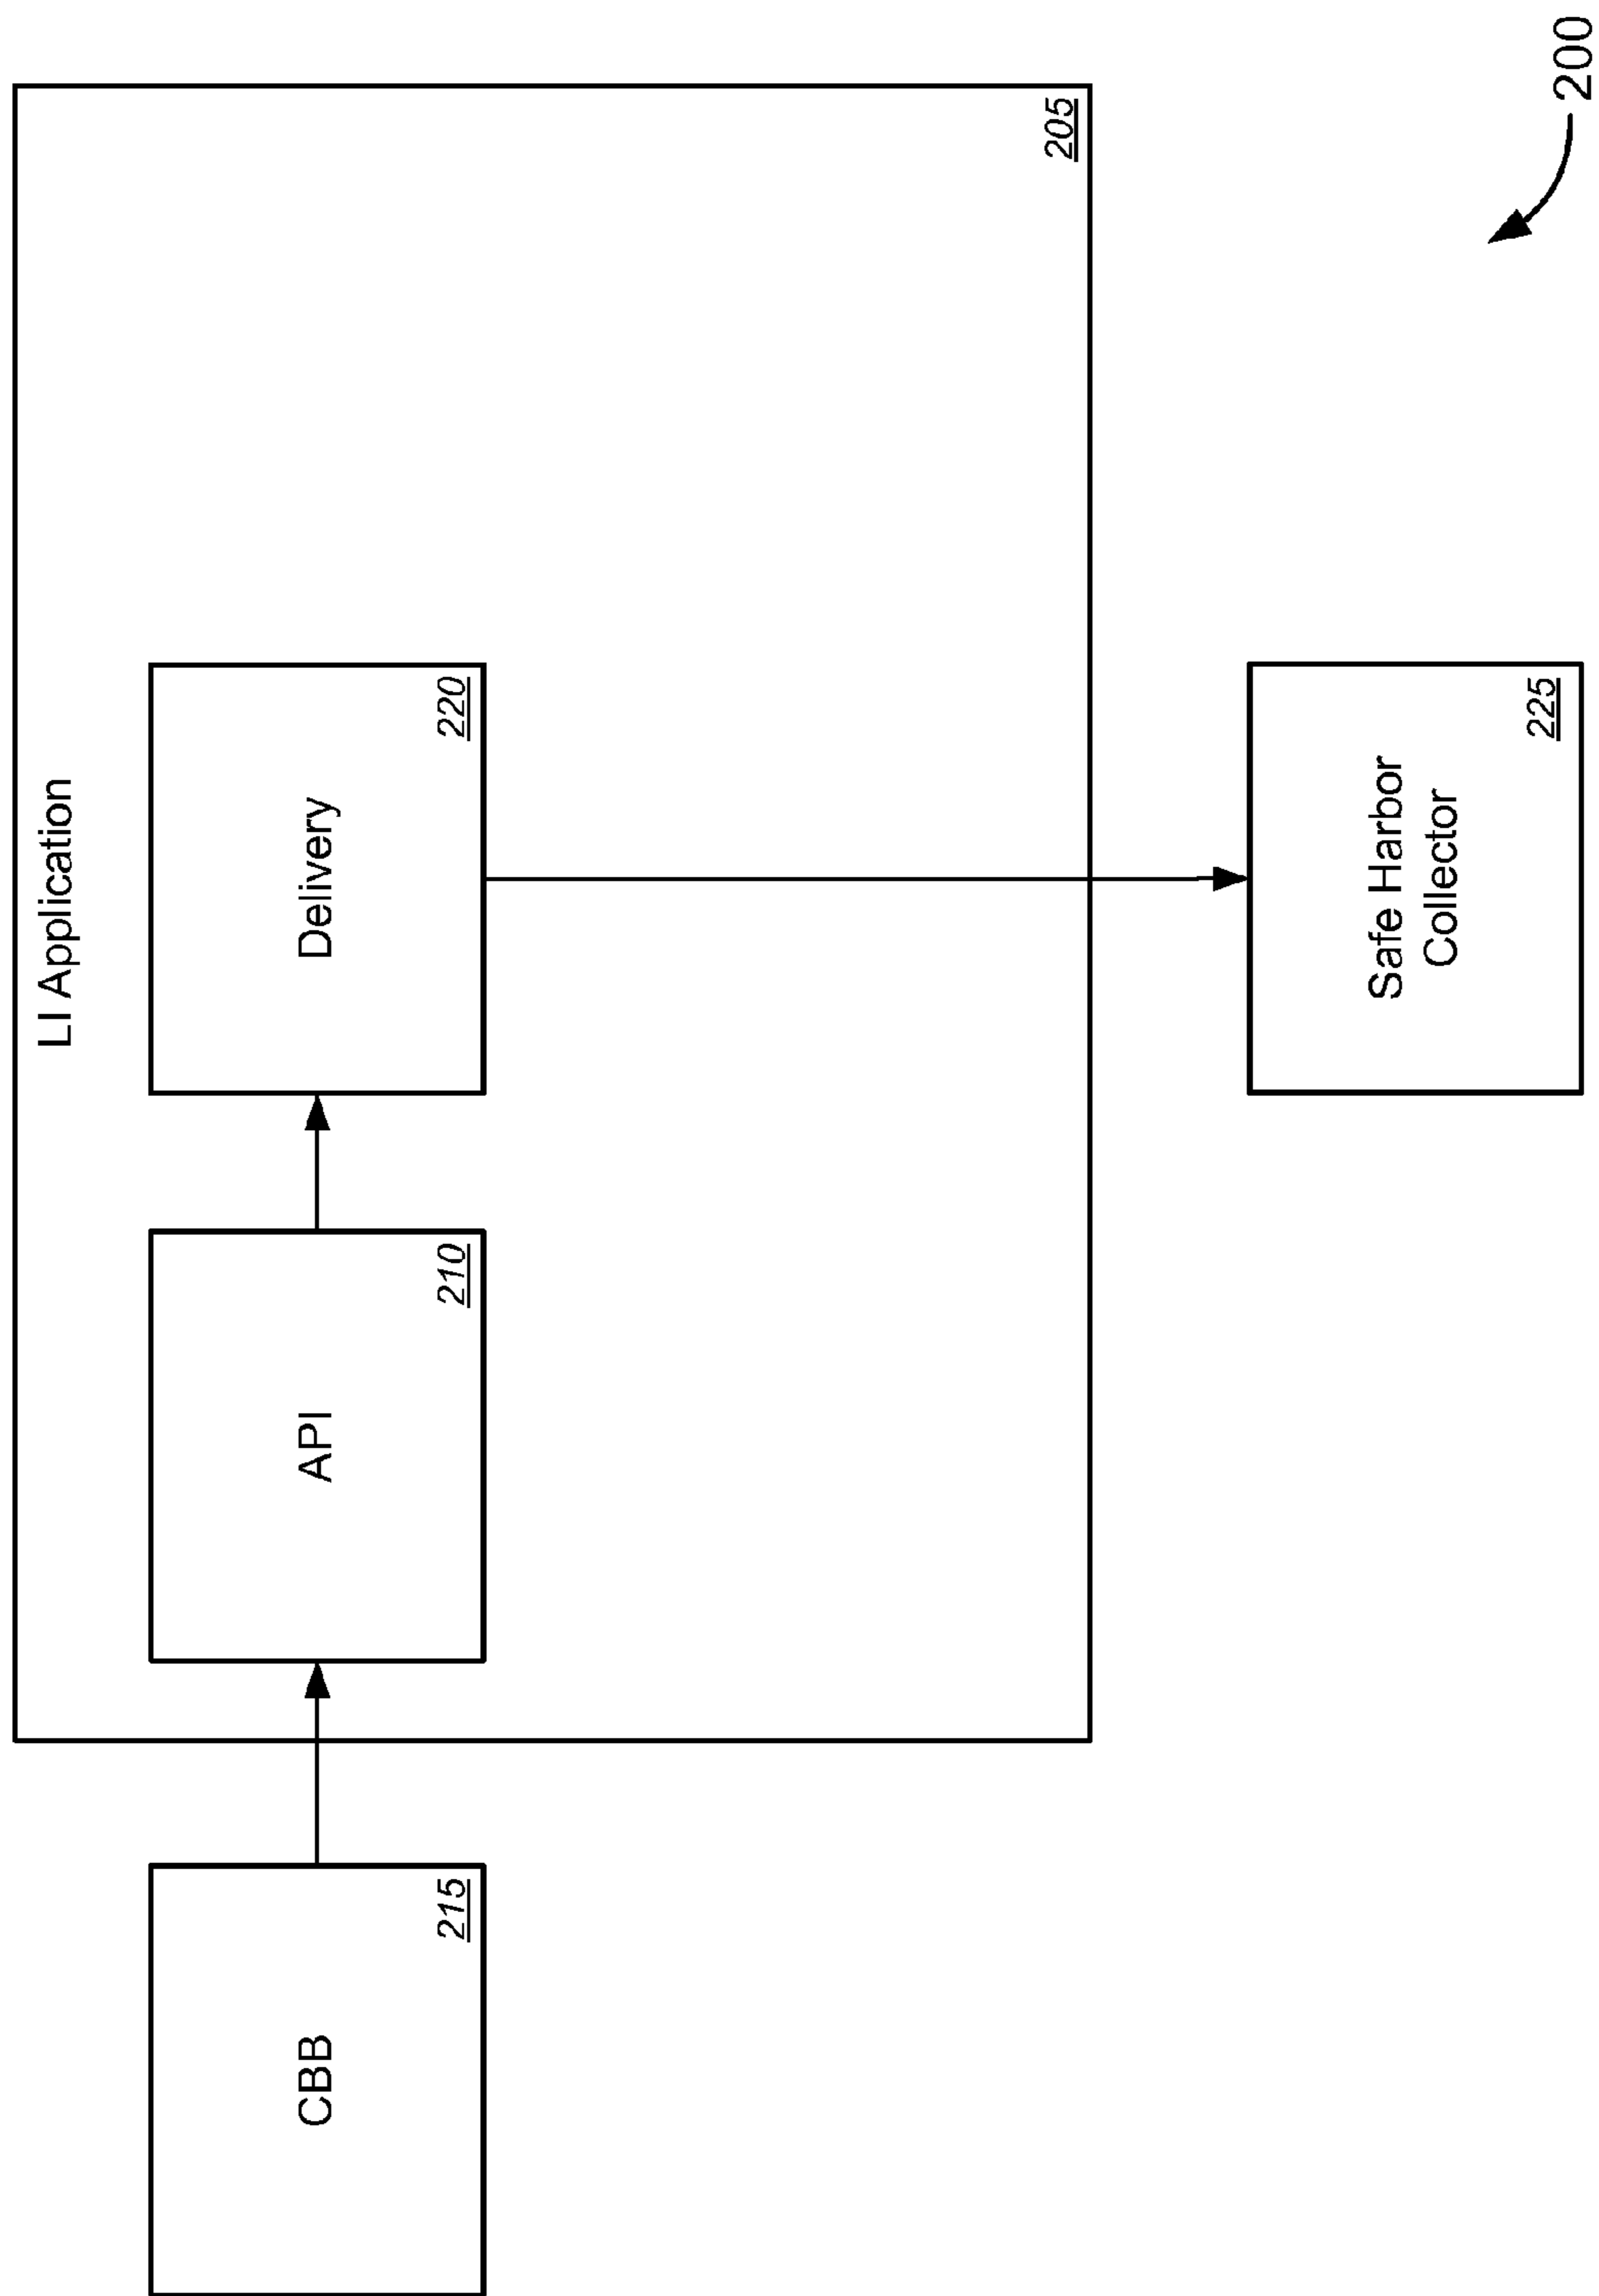 LI Application
CBB
215
API
210
Delivery
220
205
Safe Harbor
Collector
225
200